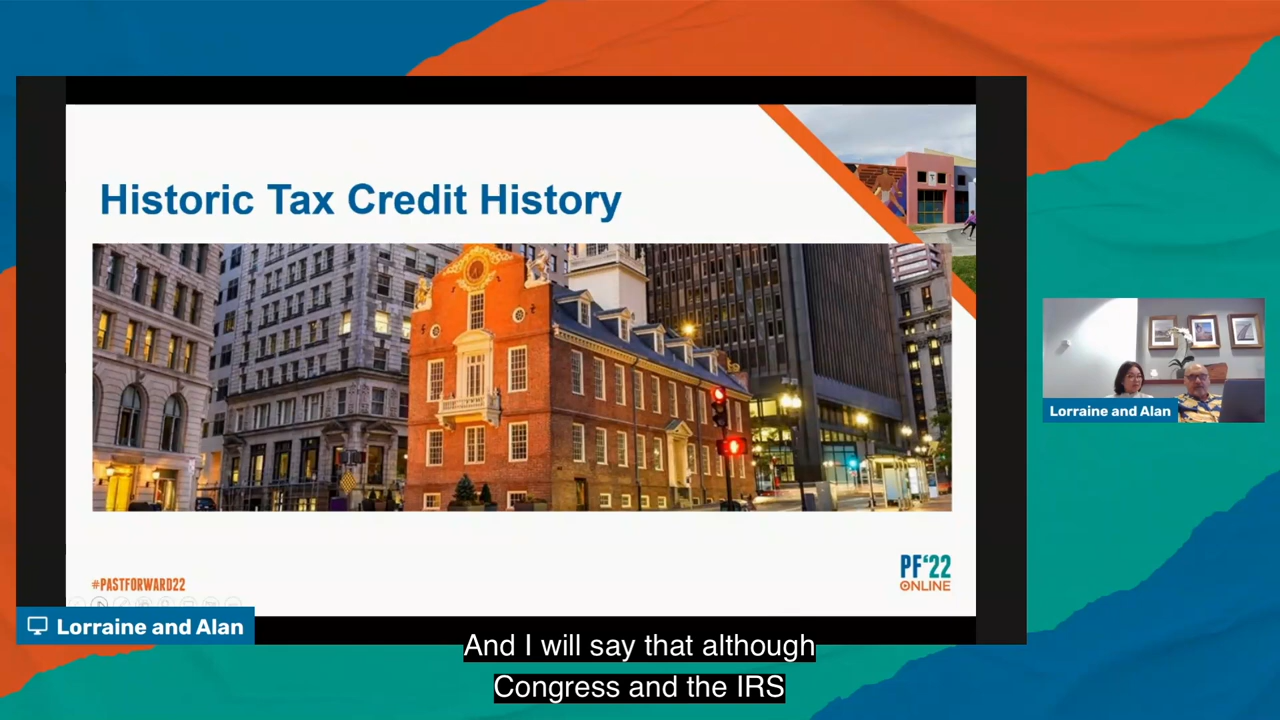 Historic Tax Credit History
#PASTFORWARD22
PF'22
ONLINE
Lorraine and Alan
Lorraine and Alan
And I will say that although
Congress and the IRS